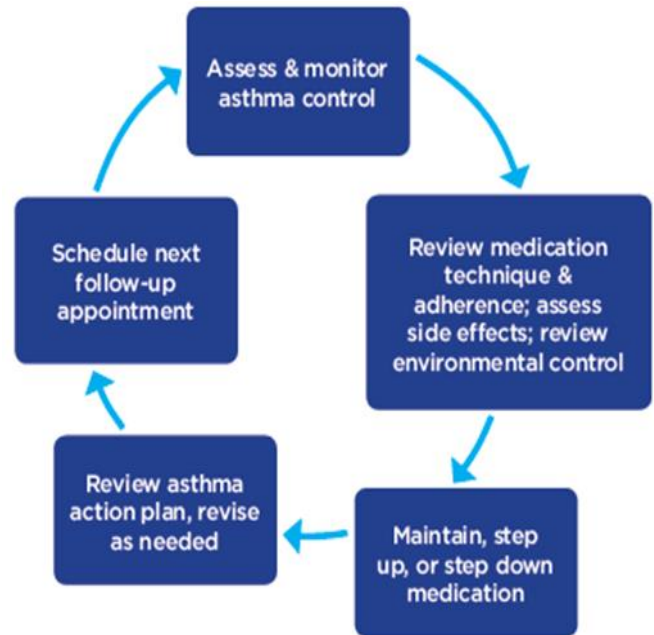 Assess & monitor
asthma control
Review medication
technique &
adherence; assess
side effects; review
environmental control
Maintain, step
up, or step down
medication
Review asthma
action plan, revise
as needed
Schedule next
follow-up
appointment